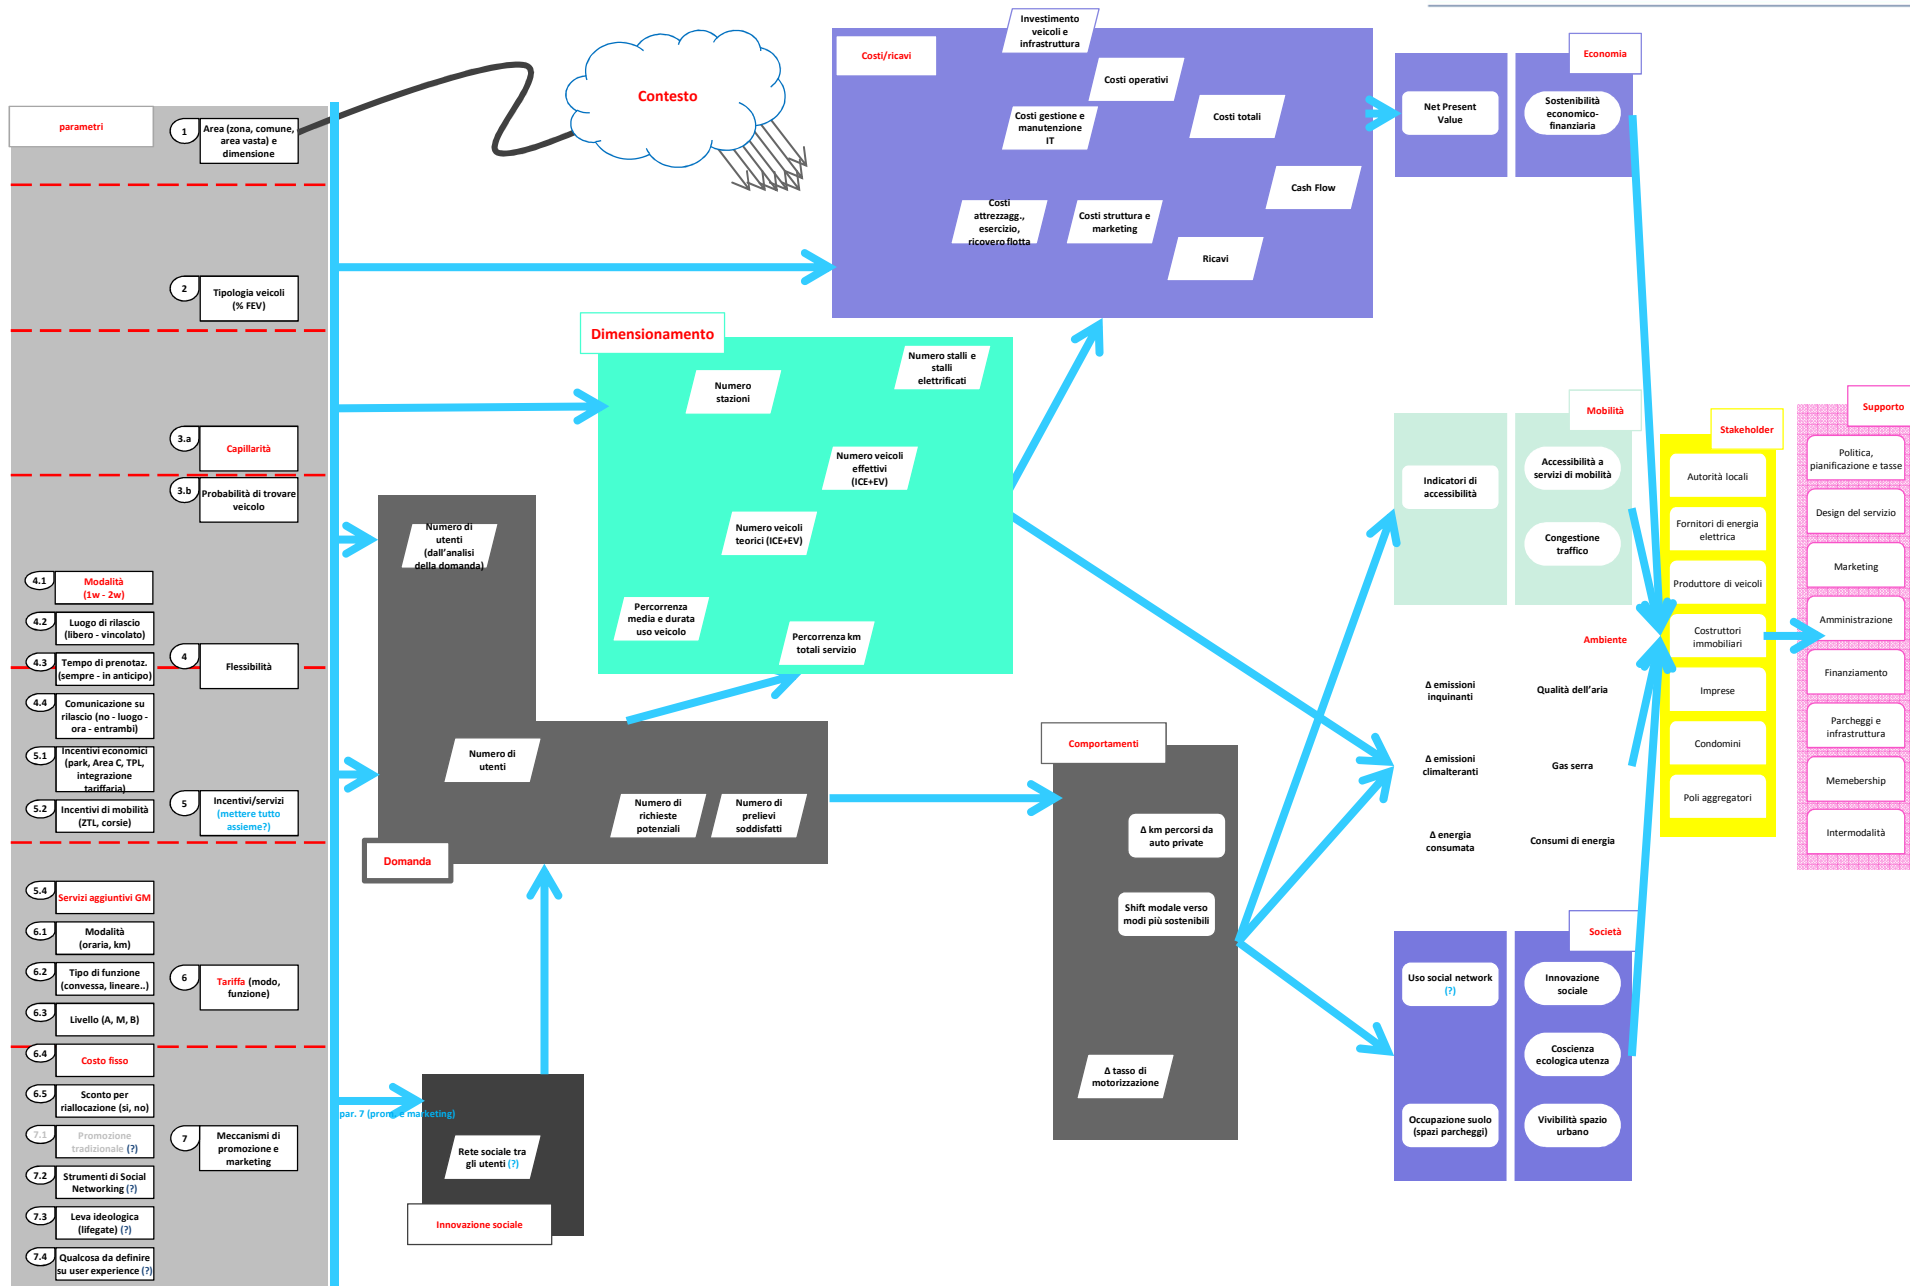 parametri
1
Area (zona, comune,
area vasta) e
dimensione
2
Tipologia veicoli
(% FEV)
3.a
Capillarità
3.b
Probabilità di trovare
veicolo
4.1
Modalità
(1w - 2w)
4.2
Luogo di rilascio
(libero - vincolato)
4.3
Tempo di prenotaz.
(sempre - in anticipo)
4
Flessibilità
4.4
Comunicazione su
rilascio (no - luogo -
ora - entrambi)
5.1
Incentivi economici
(park, Area C, TPL,
integrazione
tariffaria)
5.2
Incentivi di mobilità
(ZTL, corsie)
5
Incentivi/servizi
(mettere tutto
assieme?)
5.4
Servizi aggiuntivi GM
6.1
Modalità
(oraria, km)
6.2
Tipo di funzione
(convessa, lineare..)
6
Tariffa (modo,
funzione)
6.3
Livello (A, M, B)
6.4
Costo fisso
6.5
Sconto per
riallocazione (si, no)
7.1
Promozione
tradizionale (?)
7
Meccanismi di
promozione e
marketing
7.2
Strumenti di Social
Networking (?)
7.3
Leva ideologica
(lifegate) (?)
7.4
Qualcosa da definire
su user experience (?)
Contesto
Costi/ricavi
Investimento
veicoli e
infrastruttura
Costi operativi
Costi gestione e
manutenzione
IT
Costi totali
Cash Flow
Costi
attrezzagg.,
esercizio,
ricovero flotta
Costi struttura e
marketing
Ricavi
Dimensionamento
Numero stalli e
stalli
elettrificati
Numero
stazioni
Numero veicoli
effettivi
(ICE+EV)
Numero veicoli
teorici (ICE+EV)
Percorrenza
media e durata
uso veicolo
Percorrenza km
totali servizio
Numero di
utenti
(dall'analisi
della domanda)
Numero di
utenti
Numero di
richieste
potenziali
Numero di
prelievi
soddisfatti
Domanda
par. 7 (prom. e marketing)
Rete sociale tra
gli utenti (?)
Innovazione sociale
Comportamenti
Δ km percorsi da
auto private
Shift modale verso
modi più sostenibili
Δ tasso di
motorizzazione
Economia
Net Present
Value
Sostenibilità
economico-
finanziaria
Mobilità
Indicatori di
accessibilità
Accessibilità a
servizi di mobilità
Congestione
traffico
Ambiente
Δ emissioni
inquinanti
Qualità dell'aria
Δ emissioni
climalteranti
Gas serra
Δ energia
consumata
Consumi di energia
Società
Uso social network
(?)
Innovazione
sociale
Coscienza
ecologica utenza
Occupazione suolo
(spazi parcheggi)
Vivibilità spazio
urbano
Stakeholder
Autorità locali
Fornitori di energia
elettrica
Produttore di veicoli
Costruttori
immobiliari
Imprese
Condomini
Poli aggregatori
Supporto
Politica,
pianificazione e tasse
Design del servizio
Marketing
Amministrazione
Finanziamento
Parcheggi e
infrastruttura
Memebership
Intermodalità